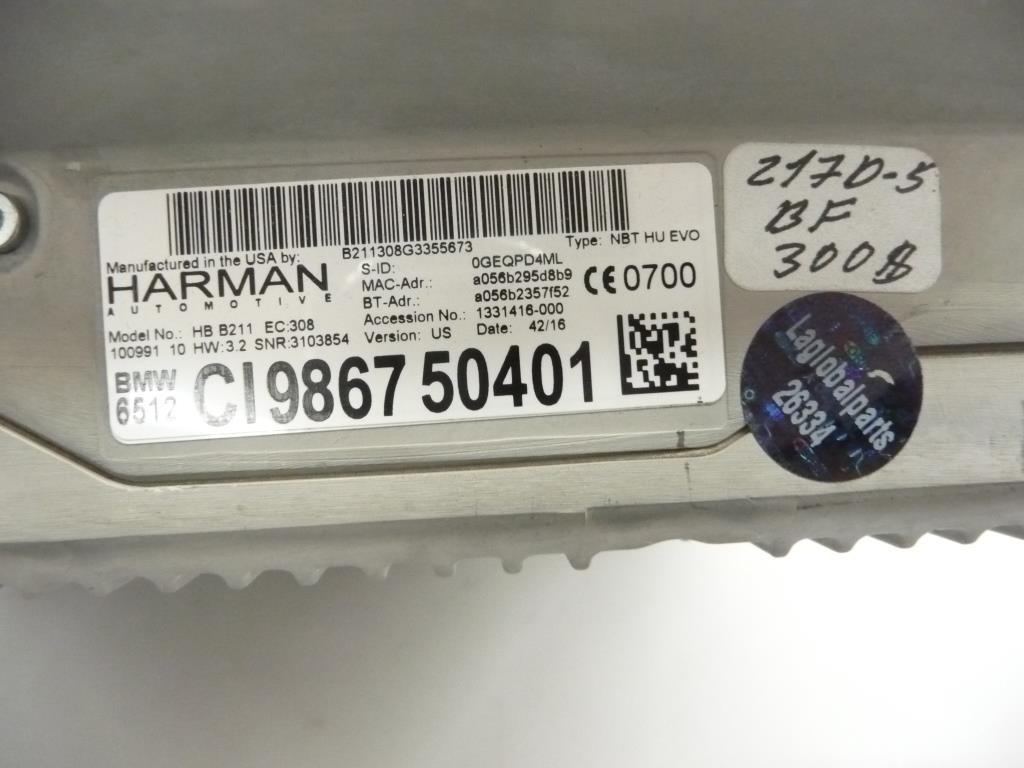 B211308G3355673
Type: NBT HU EVO
Manufactured in the USA by:
HARMAN
AUTOMOTIVE
S-ID: 0GEQPD4ML
MAC-Adr.: a056b295d8b9
BT-Adr.: a056b2357f52
CE 0700
Accession No.: 1331416-000
Model No.: HB B211 EC:308
Version: US Date: 42/16
100991 10 HW:3.2 SNR:3103854
BMW
6512
CI 9867 50401
217D-5
BF
300$
Laglobalparts
26334